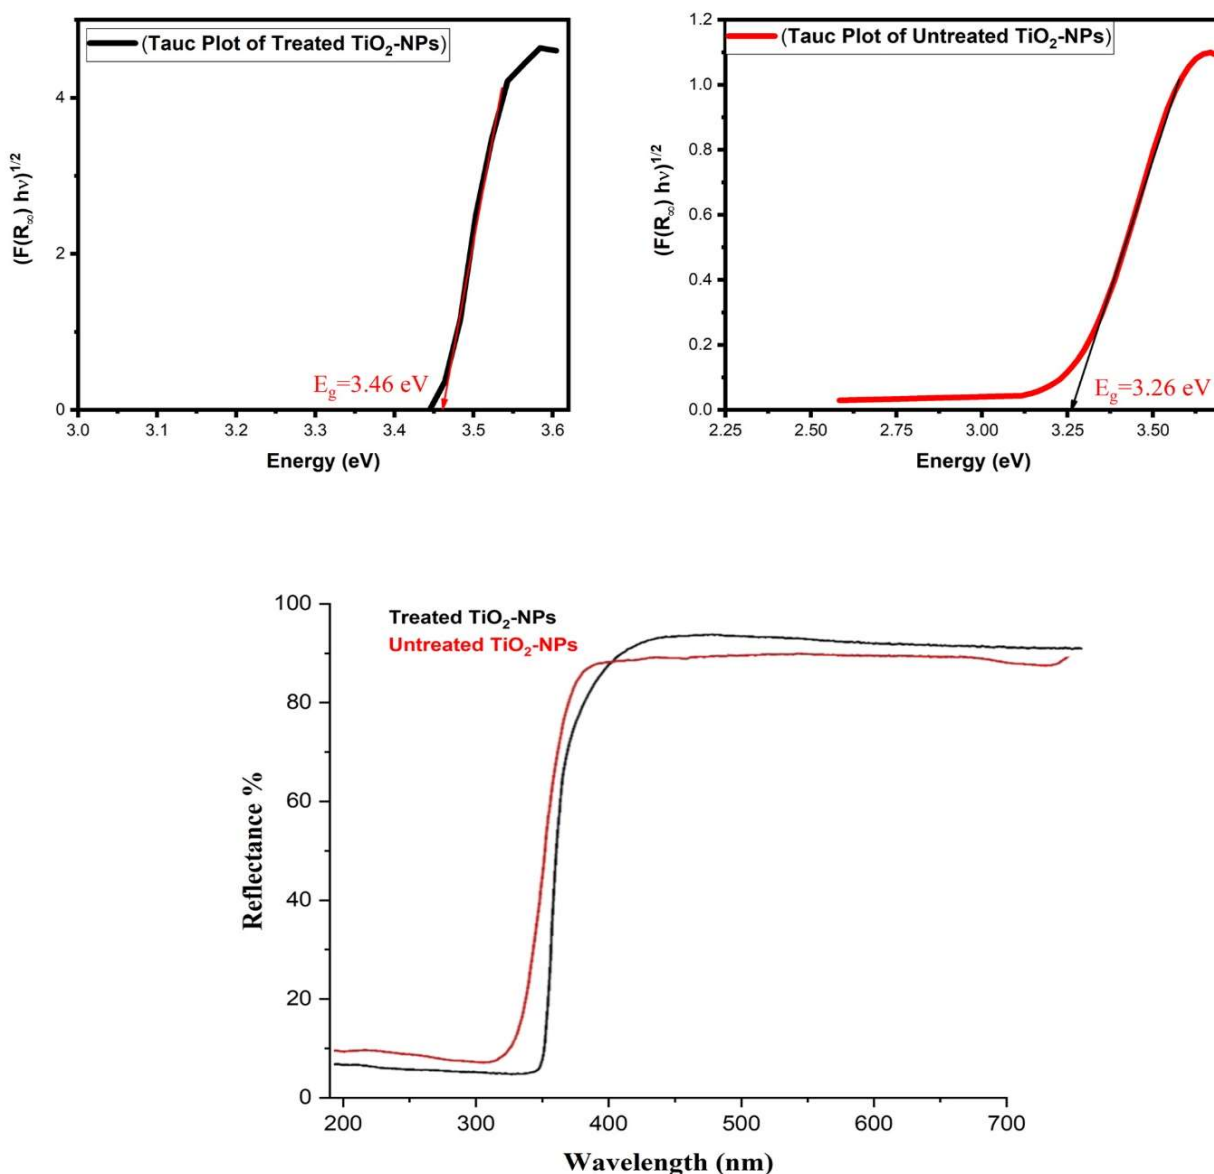 (Tauc Plot of Treated TiO₂-NPs)
(F(R∞) hν)^1/2
4
2
0
E_g=3.46 eV
3.0 3.1 3.2 3.3 3.4 3.5 3.6
Energy (eV)
(Tauc Plot of Untreated TiO₂-NPs)
(F(R∞) hν)^1/2
1.2
1.0
0.8
0.6
0.4
0.2
0.0
E_g=3.26 eV
2.25 2.50 2.75 3.00 3.25 3.50
Energy (eV)
Treated TiO₂-NPs
Untreated TiO₂-NPs
Reflectance %
100
80
60
40
20
0
200 300 400 500 600 700
Wavelength (nm)